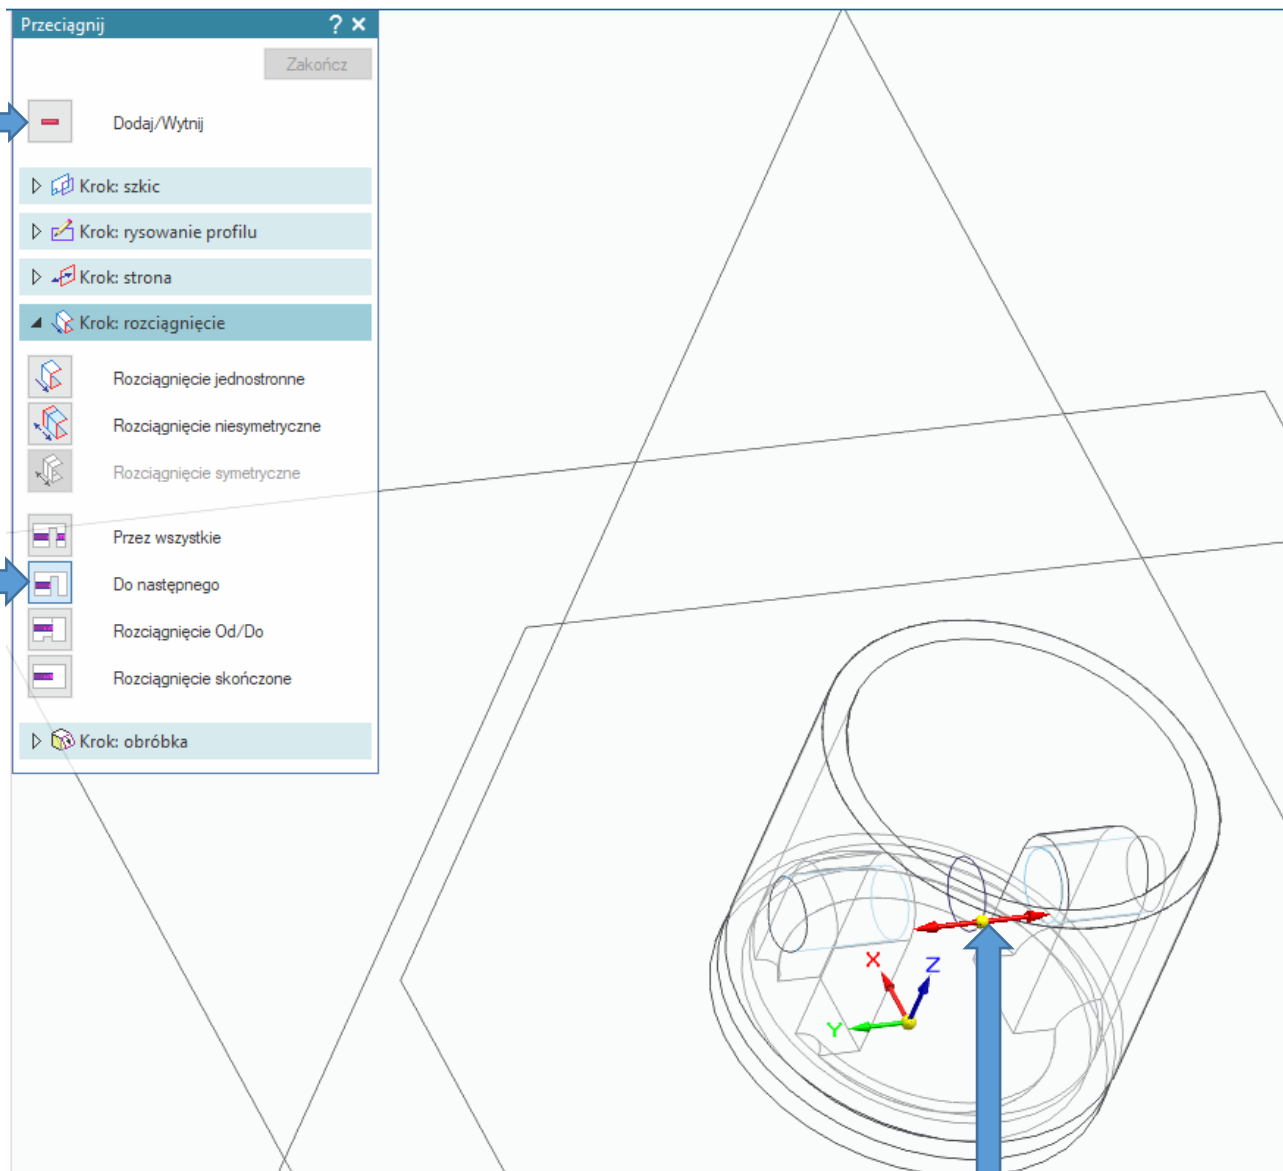 Przeciągnij ? ×
Zakończ
Dodaj/Wytnij
Krok: szkic
Krok: rysowanie profilu
Krok: strona
Krok: rozciągnięcie
Rozciągnięcie jednostronne
Rozciągnięcie niesymetryczne
Rozciągnięcie symetryczne
Przez wszystkie
Do następnego
Rozciągnięcie Od/Do
Rozciągnięcie skończone
Krok: obróbka
X
Z
Y